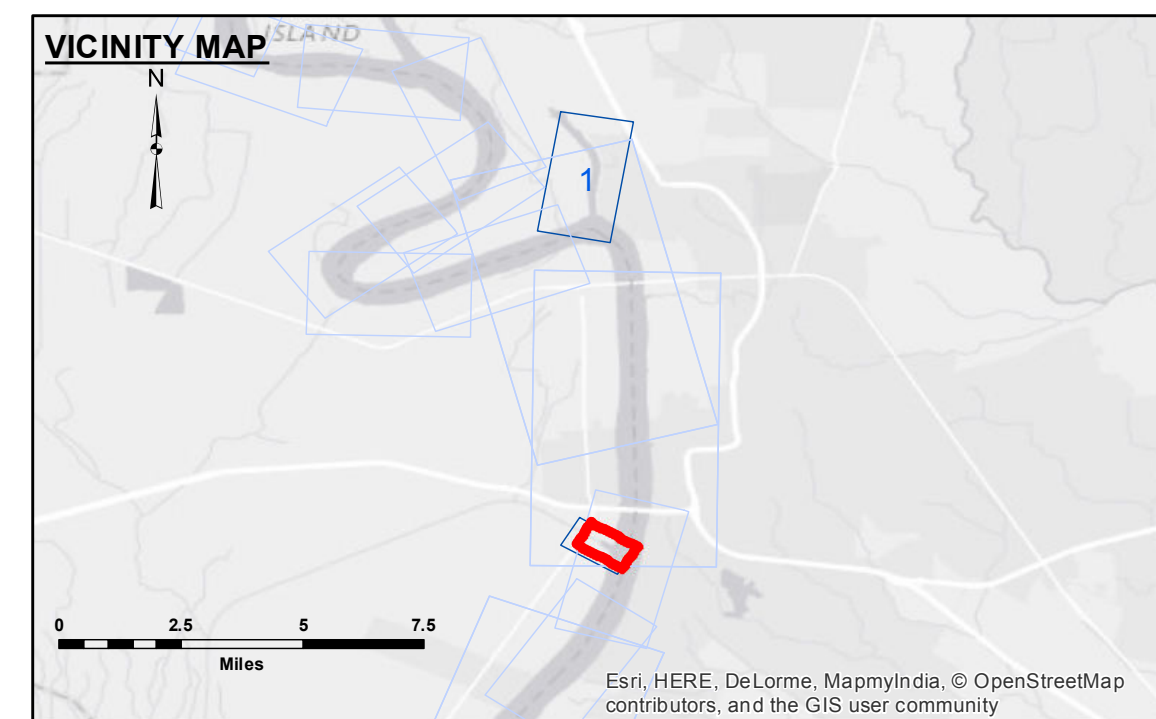 ISLAND
VICINITY MAP
N
1
0 2.5 5 7.5
Miles
Esri, HERE, DeLorme, MapmyIndia, © OpenStreetMap
contributors, and the GIS user community